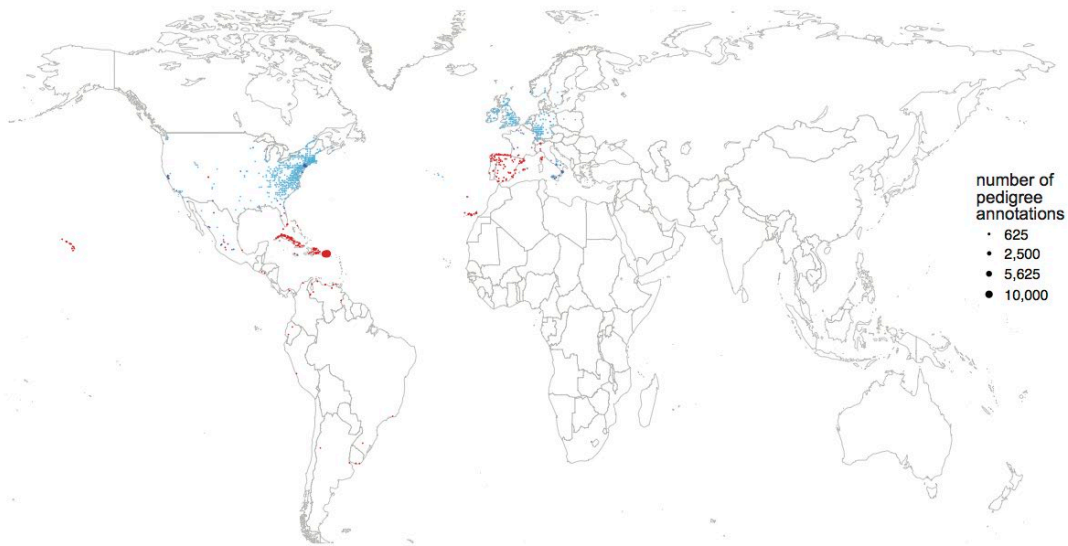 number of
pedigree
annotations
625
2,500
5,625
10,000